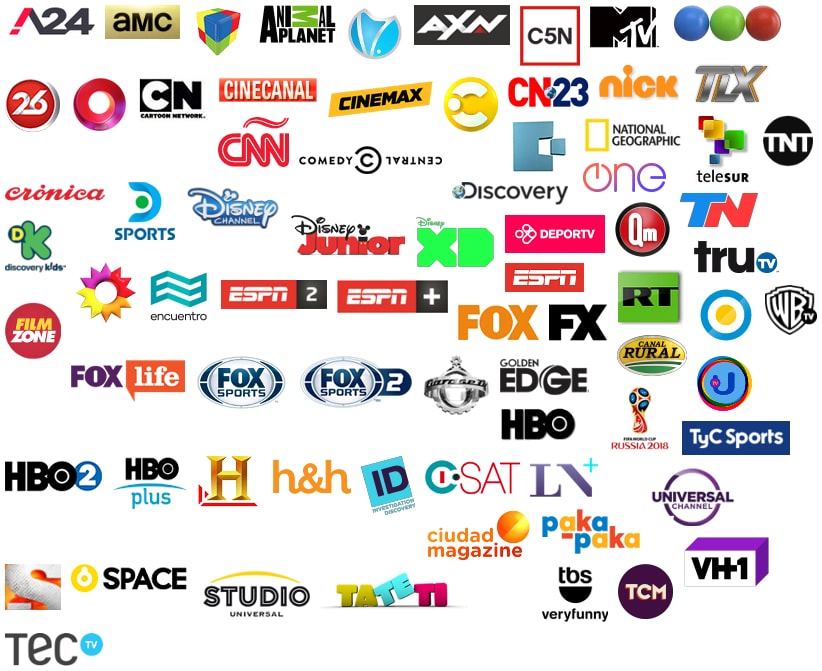 A24
aMC
ANIMAL
PLANET
AXN
C5N
MTV
26
CN
CARTOON NETWORK.
CINECANAL
CINEMAX
CN23
nick
CNN
COMEDY CENTRAL
NATIONAL
GEOGRAPHIC
one
teleSUR
TNT
crónica
D
SPORTS
Disney
CHANNEL
Discovery
Disney
Junior
Disney
XD
DEPORTV
Qm
TN
DK
discovery kids
tru TV
encuentro
ESPN 2
ESPN +
ESPN
RT
FILM
ZONE
FOX FX
WB TV
CANAL
RURAL
FOX life
FOX
SPORTS
FOX
SPORTS 2
GOLDEN
EDGE
HBO
FIFA WORLD CUP
RUSSIA 2018
U
TyC Sports
HBO 2
HBO
plus
H
h&h
ID
INVESTIGATION
DISCOVERY
C·SAT
LN+
UNIVERSAL
CHANNEL
ciudad
magazine
paka-
paka
VH1
S
SPACE
STUDIO
UNIVERSAL
TATETI
tbs
veryfunny
TCM
TEC TV